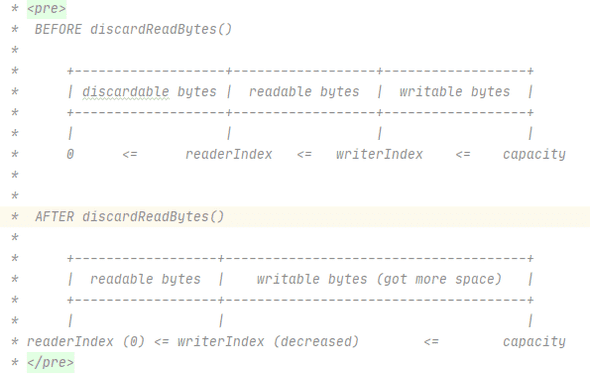 * <pre>
*  BEFORE discardReadBytes()
*
*      +-------------------+------------------+------------------+
*      | discardable bytes |  readable bytes  |  writable bytes  |
*      +-------------------+------------------+------------------+
*      |                   |                  |                  |
*      0      <=      readerIndex   <=   writerIndex    <=    capacity
*
*
*  AFTER discardReadBytes()
*
*      +------------------+--------------------------------------+
*      |  readable bytes  |    writable bytes (got more space)   |
*      +------------------+--------------------------------------+
*      |                  |                                      |
* readerIndex (0) <= writerIndex (decreased)        <=        capacity
* </pre>